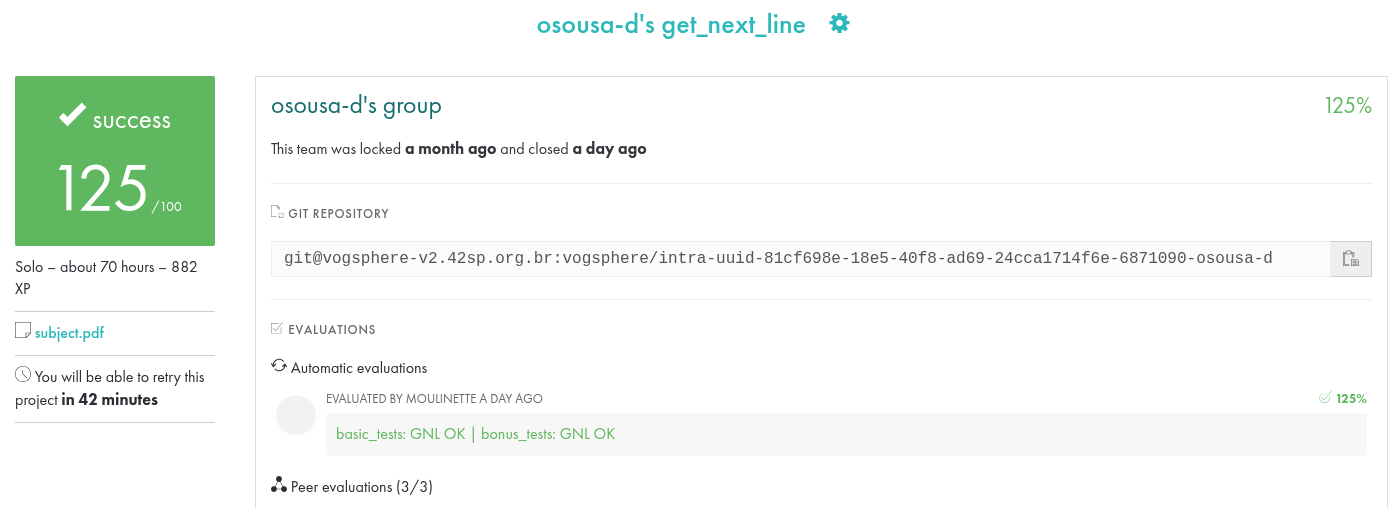 osousa-d's get_next_line
success
125 /100
Solo – about 70 hours – 882
XP
subject.pdf
You will be able to retry this
project in 42 minutes
osousa-d's group 125%
This team was locked a month ago and closed a day ago
GIT REPOSITORY
git@vogsphere-v2.42sp.org.br:vogsphere/intra-uuid-81cf698e-18e5-40f8-ad69-24cca1714f6e-6871090-osousa-d
EVALUATIONS
Automatic evaluations
EVALUATED BY MOULINETTE A DAY AGO 125%
basic_tests: GNL OK | bonus_tests: GNL OK
Peer evaluations (3/3)